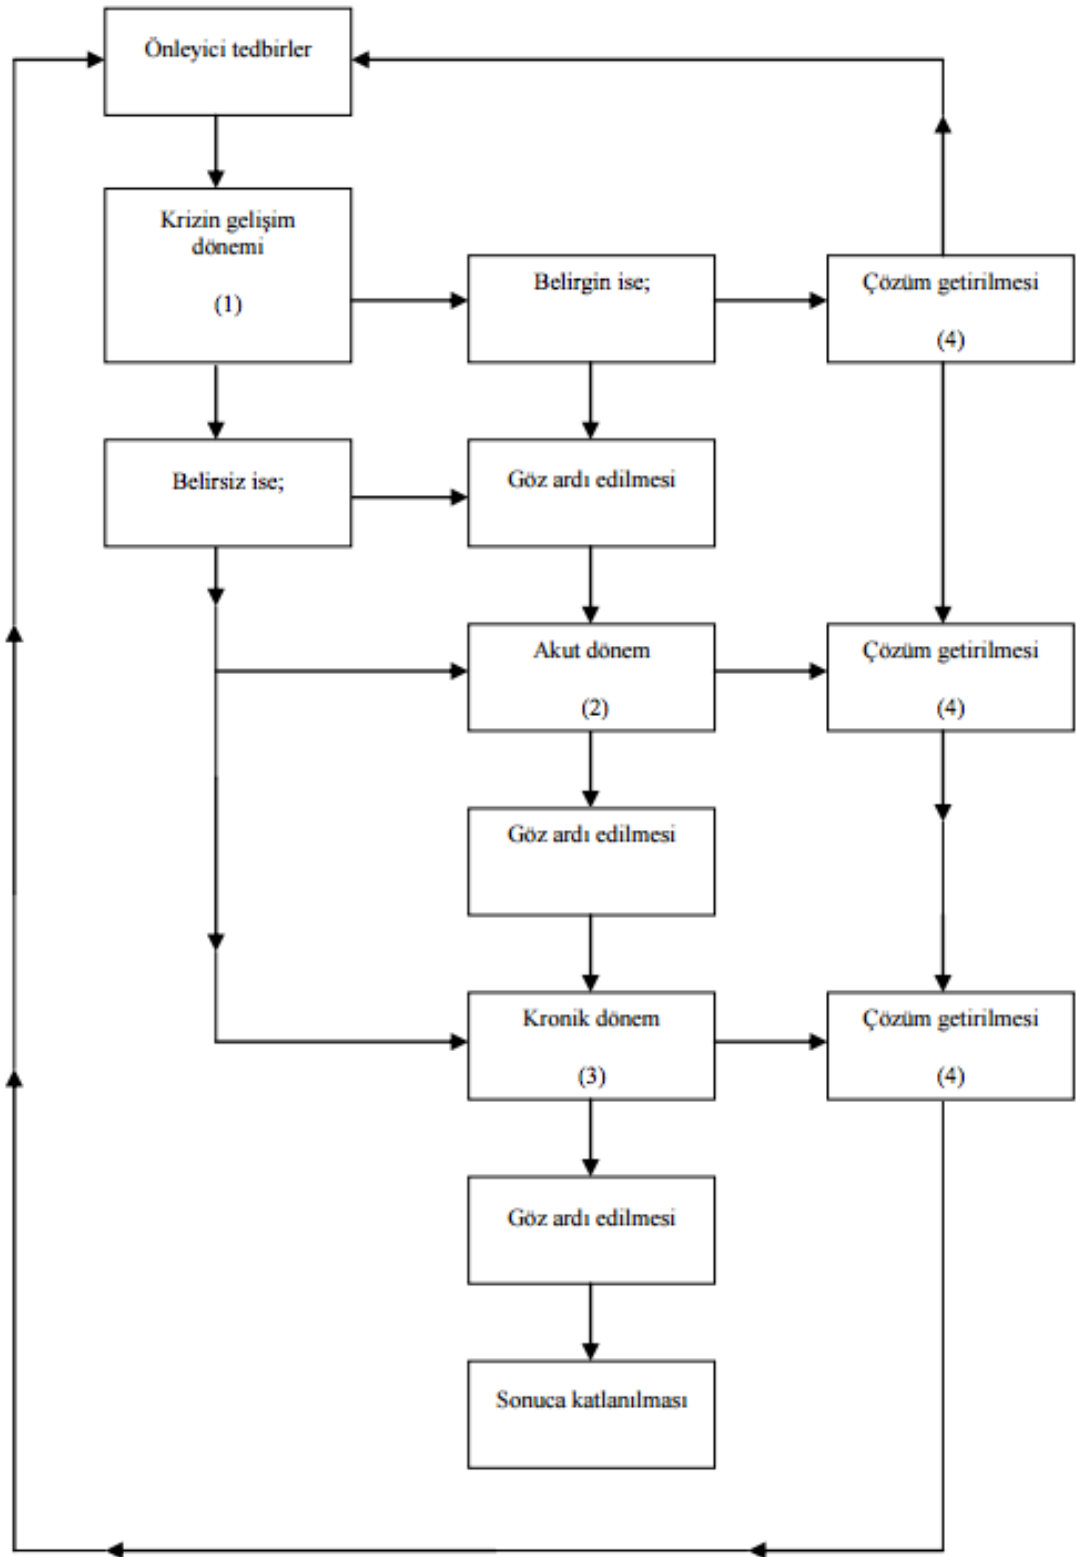 Önleyici tedbirler
Krizin gelişim
dönemi
(1)
Belirgin ise;
Çözüm getirilmesi
(4)
Belirsiz ise;
Göz ardı edilmesi
Akut dönem
(2)
Çözüm getirilmesi
(4)
Göz ardı edilmesi
Kronik dönem
(3)
Çözüm getirilmesi
(4)
Göz ardı edilmesi
Sonuca katlanılması